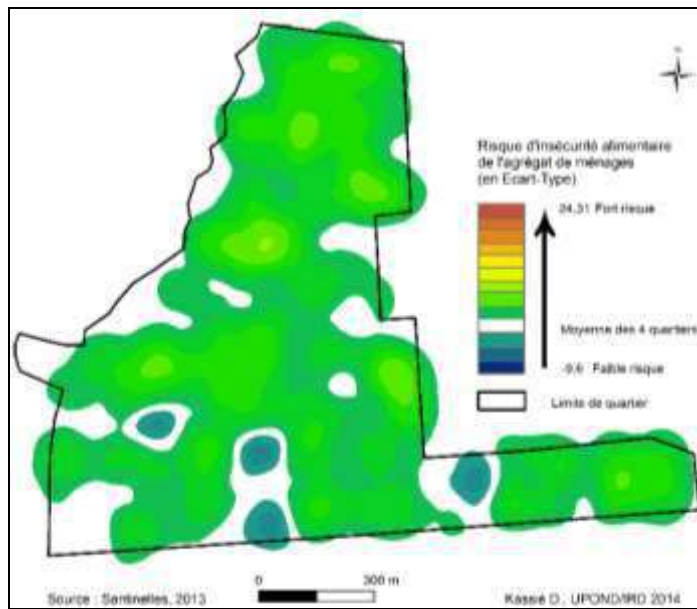 N
Risque d'insécurité alimentaire
de l'agrégat de ménages
(en Ecart-Type)
24,31 Fort risque
Moyenne des 4 quartiers
-9,6 Faible risque
Limite de quartier
0 300 m
Source : Santinelles, 2013
Kassié D., UPOND/IRD 2014